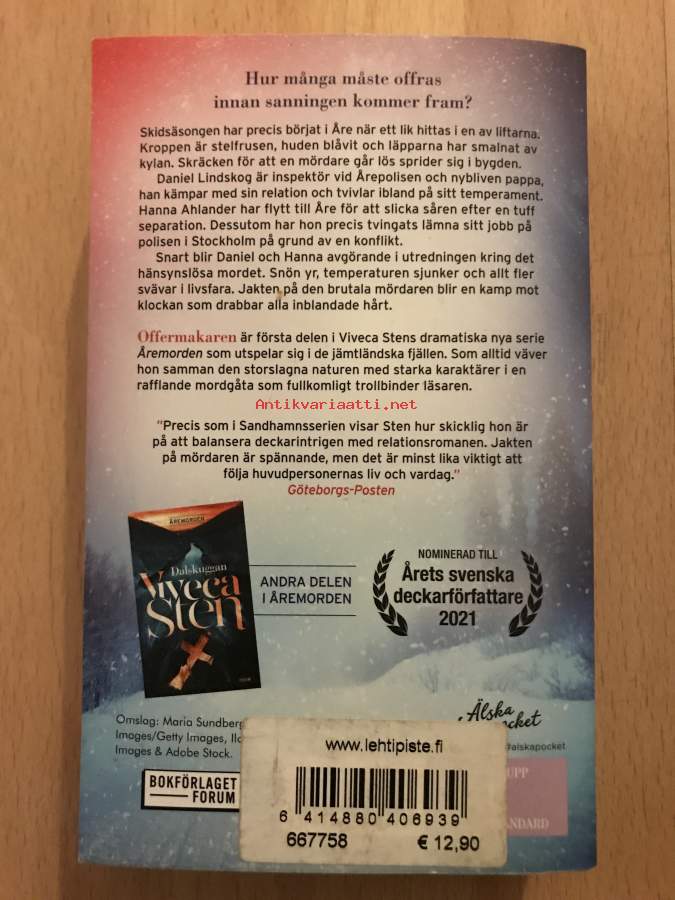 Hur många måste offras
innan sanningen kommer fram?
Skidsäsongen har precis börjat i Åre när ett lik hittas i en av liftarna.
Kroppen är stelfrusen, huden blåvit och läpparna har smalnat av
kylan. Skräcken för att en mördare går lös sprider sig i bygden.
Daniel Lindskog är inspektör vid Årepolisen och nybliven pappa,
han kämpar med sin relation och tvivlar ibland på sitt temperament.
Hanna Ahlander har flytt till Åre för att slicka såren efter en tuff
separation. Dessutom har hon precis tvingats lämna sitt jobb på
polisen i Stockholm på grund av en konflikt.
Snart blir Daniel och Hanna avgörande i utredningen kring det
hänsynslösa mordet. Snön yr, temperaturen sjunker och allt fler
svävar i livsfara. Jakten på den brutala mördaren blir en kamp mot
klockan som drabbar alla inblandade hårt.
Offermakaren är första delen i Viveca Stens dramatiska nya serie
Åremorden som utspelar sig i de jämtländska fjällen. Som alltid väver
hon samman den storslagna naturen med starka karaktärer i en
rafflande mordgåta som fullkomligt trollbinder läsaren.
Antikvariaatti.net
"Precis som i Sandhamnsserien visar Sten hur skicklig hon är
på att balansera deckarintrigen med relationsromanen. Jakten
på mördaren är spännande, men det är minst lika viktigt att
följa huvudpersonernas liv och vardag."
Göteborgs-Posten
ÅREMORDEN
Dalskuggan
Viveca
Sten
ANDRA DELEN
I ÅREMORDEN
NOMINERAD TILL
Årets svenska
deckarförfattare
2021
Omslag: Maria Sundberg
Images/Getty Images,
Images & Adobe Stock.
Älska
#alskapocket
BOKFÖRLAGET
FORUM
www.lehtipiste.fi
6 414880 406939
667758 € 12,90
UPP
ANDARD